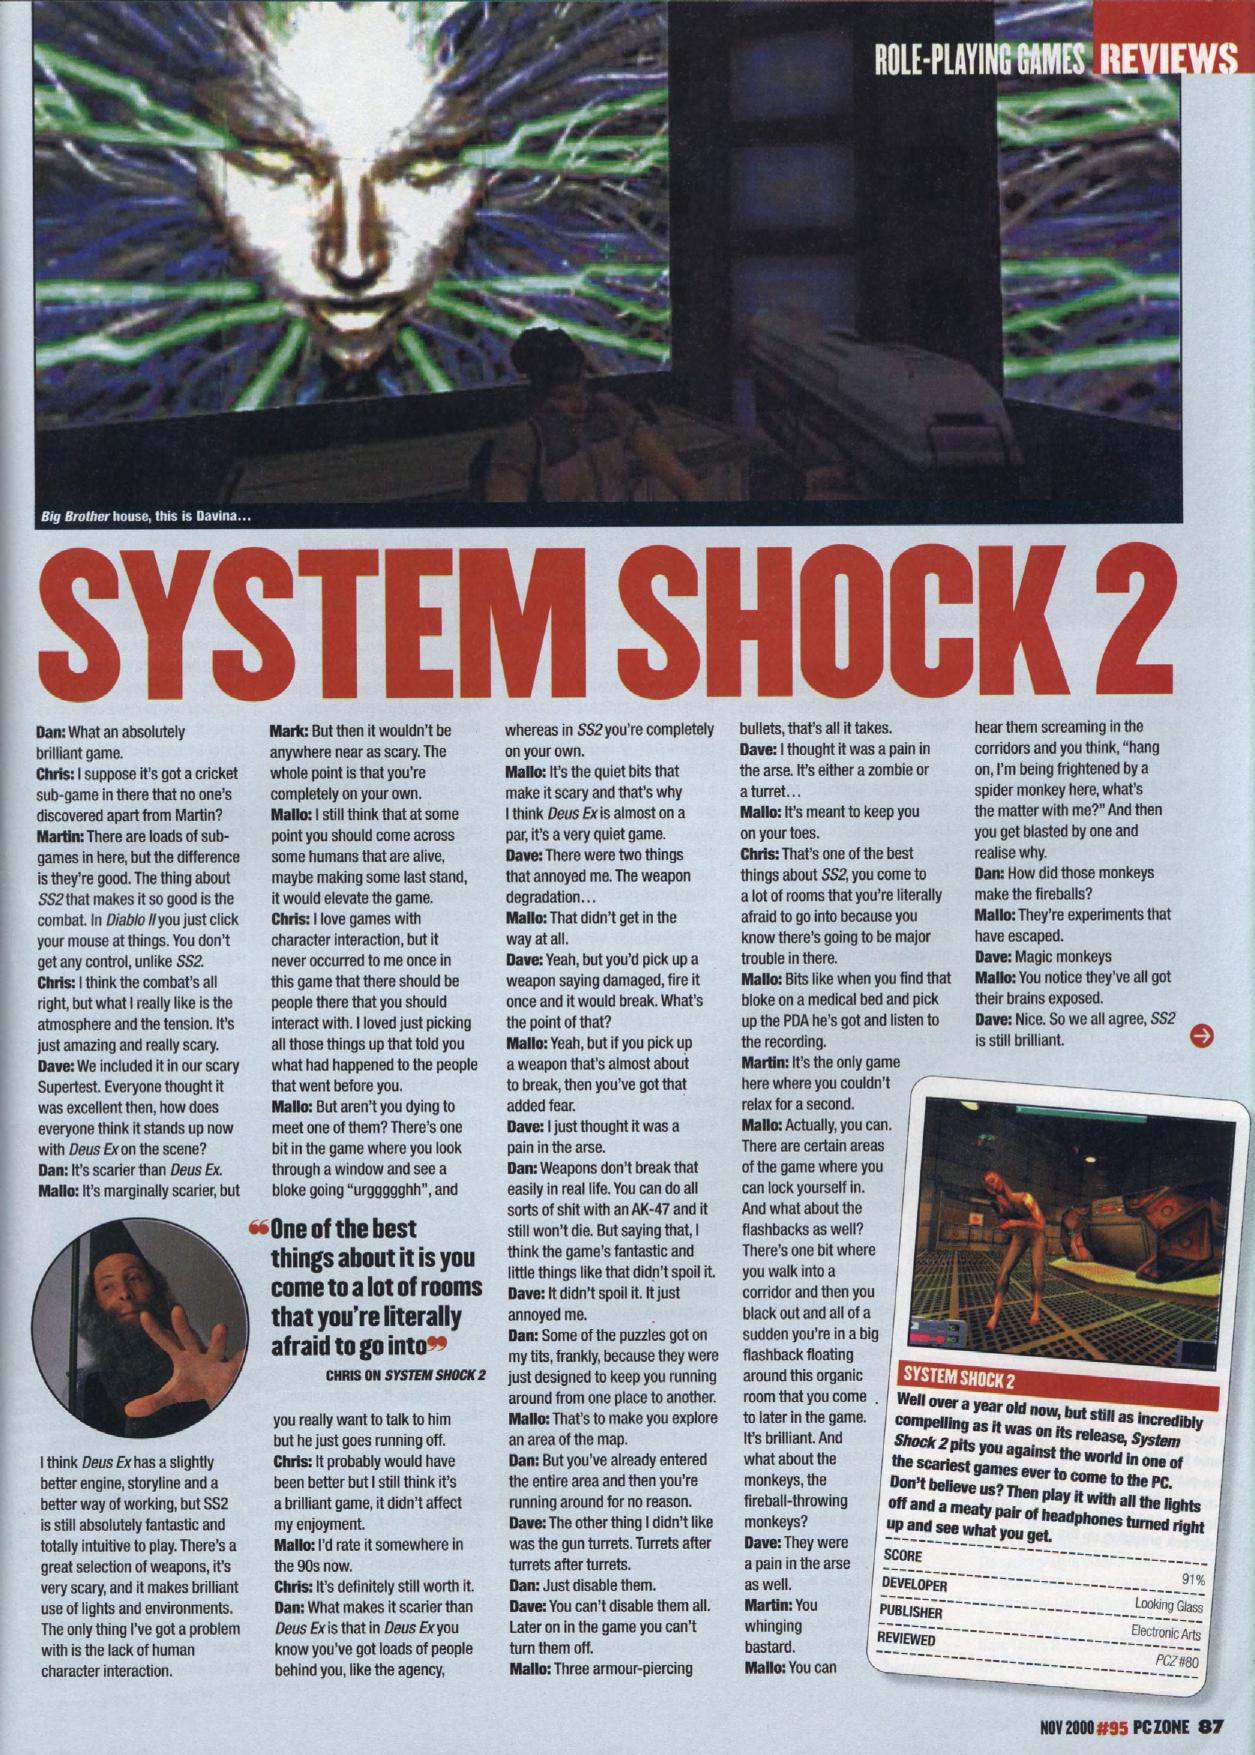 ROLE-PLAYING GAMES REVIEWS
Big Brother house, this is Davina...
SYSTEM SHOCK 2
Dan: What an absolutely
brilliant game.
Chris: I suppose it's got a cricket
sub-game in there that no one's
discovered apart from Martin?
Martin: There are loads of sub-
games in here, but the difference
is they're good. The thing about
SS2 that makes it so good is the
combat. In Diablo II you just click
your mouse at things. You don't
get any control, unlike SS2.
Chris: I think the combat's all
right, but what I really like is the
atmosphere and the tension. It's
just amazing and really scary.
Dave: We included it in our scary
Supertest. Everyone thought it
was excellent then, how does
everyone think it stands up now
with Deus Ex on the scene?
Dan: It's scarier than Deus Ex.
Mallo: It's marginally scarier, but
I think Deus Ex has a slightly
better engine, storyline and a
better way of working, but SS2
is still absolutely fantastic and
totally intuitive to play. There's a
great selection of weapons, it's
very scary, and it makes brilliant
use of lights and environments.
The only thing I've got a problem
with is the lack of human
character interaction.
Mark: But then it wouldn't be
anywhere near as scary. The
whole point is that you're
completely on your own.
Mallo: I still think that at some
point you should come across
some humans that are alive,
maybe making some last stand,
it would elevate the game.
Chris: I love games with
character interaction, but it
never occurred to me once in
this game that there should be
people there that you should
interact with. I loved just picking
all those things up that told you
what had happened to the people
that went before you.
Mallo: But aren't you dying to
meet one of them? There's one
bit in the game where you look
through a window and see a
bloke going “urggggghh”, and
“One of the best
things about it is you
come to a lot of rooms
that you're literally
afraid to go into”
CHRIS ON SYSTEM SHOCK 2
you really want to talk to him
but he just goes running off.
Chris: It probably would have
been better but I still think it's
a brilliant game, it didn't affect
my enjoyment.
Mallo: I'd rate it somewhere in
the 90s now.
Chris: It's definitely still worth it.
Dan: What makes it scarier than
Deus Ex is that in Deus Ex you
know you've got loads of people
behind you, like the agency,
whereas in SS2 you're completely
on your own.
Mallo: It's the quiet bits that
make it scary and that's why
I think Deus Ex is almost on a
par, it's a very quiet game.
Dave: There were two things
that annoyed me. The weapon
degradation...
Mallo: That didn't get in the
way at all.
Dave: Yeah, but you'd pick up a
weapon saying damaged, fire it
once and it would break. What's
the point of that?
Mallo: Yeah, but if you pick up
a weapon that's almost about
to break, then you've got that
added fear.
Dave: I just thought it was a
pain in the arse.
Dan: Weapons don't break that
easily in real life. You can do all
sorts of shit with an AK-47 and it
still won't die. But saying that, I
think the game's fantastic and
little things like that didn't spoil it.
Dave: It didn't spoil it. It just
annoyed me.
Dan: Some of the puzzles got on
my tits, frankly, because they were
just designed to keep you running
around from one place to another.
Mallo: That's to make you explore
an area of the map.
Dan: But you've already entered
the entire area and then you're
running around for no reason.
Dave: The other thing I didn't like
was the gun turrets. Turrets after
turrets after turrets.
Dan: Just disable them.
Dave: You can't disable them all.
Later on in the game you can't
turn them off.
Mallo: Three armour-piercing
bullets, that's all it takes.
Dave: I thought it was a pain in
the arse. It's either a zombie or
a turret...
Mallo: It's meant to keep you
on your toes.
Chris: That's one of the best
things about SS2, you come to
a lot of rooms that you're literally
afraid to go into because you
know there's going to be major
trouble in there.
Mallo: Bits like when you find that
bloke on a medical bed and pick
up the PDA he's got and listen to
the recording.
Martin: It's the only game
here where you couldn't
relax for a second.
Mallo: Actually, you can.
There are certain areas
of the game where you
can lock yourself in.
And what about the
flashbacks as well?
There's one bit where
you walk into a
corridor and then you
black out and all of a
sudden you're in a big
flashback floating
around this organic
room that you come
to later in the game.
It's brilliant. And
what about the
monkeys, the
fireball-throwing
monkeys?
Dave: They were
a pain in the arse
as well.
Martin: You
whinging
bastard.
Mallo: You can
hear them screaming in the
corridors and you think, “hang
on, I'm being frightened by a
spider monkey here, what's
the matter with me?” And then
you get blasted by one and
realise why.
Dan: How did those monkeys
make the fireballs?
Mallo: They're experiments that
have escaped.
Dave: Magic monkeys
Mallo: You notice they've all got
their brains exposed.
Dave: Nice. So we all agree, SS2
is still brilliant.
SYSTEM SHOCK 2
Well over a year old now, but still as incredibly
compelling as it was on its release, System
Shock 2 pits you against the world in one of
the scariest games ever to come to the PC.
Don't believe us? Then play it with all the lights
off and a meaty pair of headphones turned right
up and see what you get.
SCORE 91%
DEVELOPER Looking Glass
PUBLISHER Electronic Arts
REVIEWED PCZ #80
NOV 2000 #95 PC ZONE 87